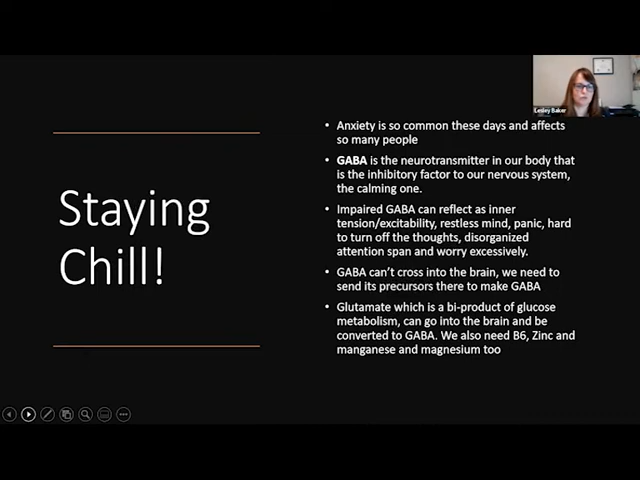 Lesley Baker
Staying
Chill!
• Anxiety is so common these days and affects
so many people
• GABA is the neurotransmitter in our body that
is the inhibitory factor to our nervous system,
the calming one.
• Impaired GABA can reflect as inner
tension/excitability, restless mind, panic, hard
to turn off the thoughts, disorganized
attention span and worry excessively.
• GABA can't cross into the brain, we need to
send its precursors there to make GABA
• Glutamate which is a bi-product of glucose
metabolism, can go into the brain and be
converted to GABA. We also need B6, Zinc and
manganese and magnesium too